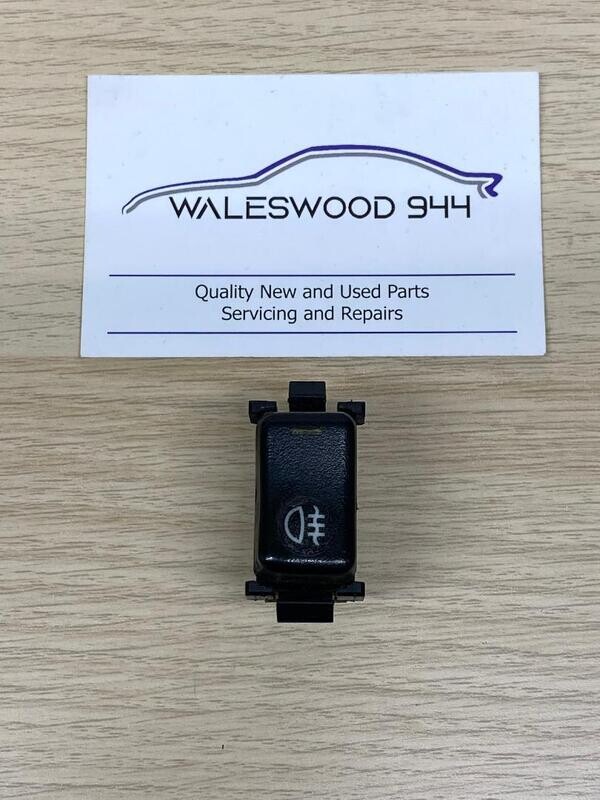 WALESWOOD 944
Quality New and Used Parts
Servicing and Repairs